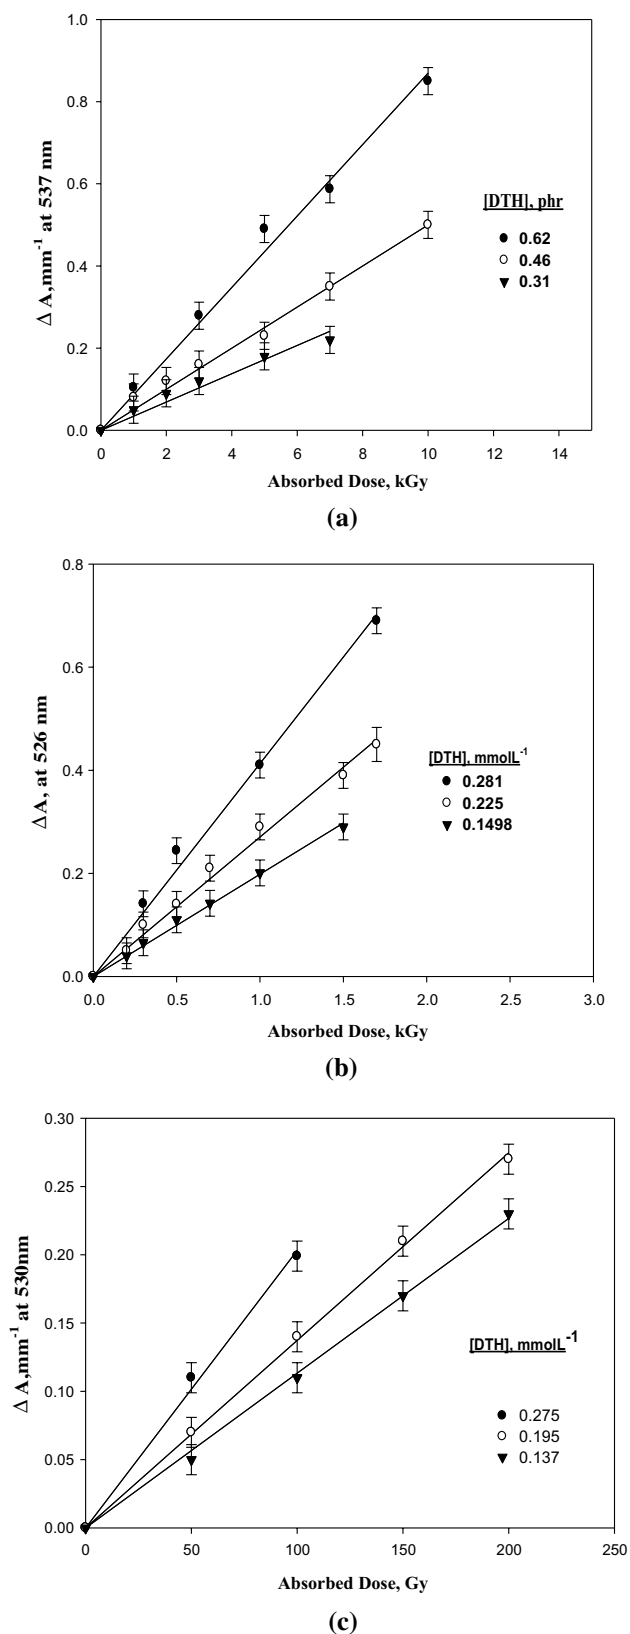 1.0
0.8
0.6
0.4
0.2
0.0
Δ A,mm⁻¹ at 537 nm
[DTH], phr
0.62
0.46
0.31
0 2 4 6 8 10 12 14
Absorbed Dose, kGy
(a)
0.8
0.6
0.4
0.2
0.0
Δ A, at 526 nm
[DTH], mmolL⁻¹
0.281
0.225
0.1498
0.0 0.5 1.0 1.5 2.0 2.5 3.0
Absorbed Dose, kGy
(b)
0.30
0.25
0.20
0.15
0.10
0.05
0.00
Δ A,mm⁻¹ at 530nm
[DTH], mmolL⁻¹
0.275
0.195
0.137
0 50 100 150 200 250
Absorbed Dose, Gy
(c)